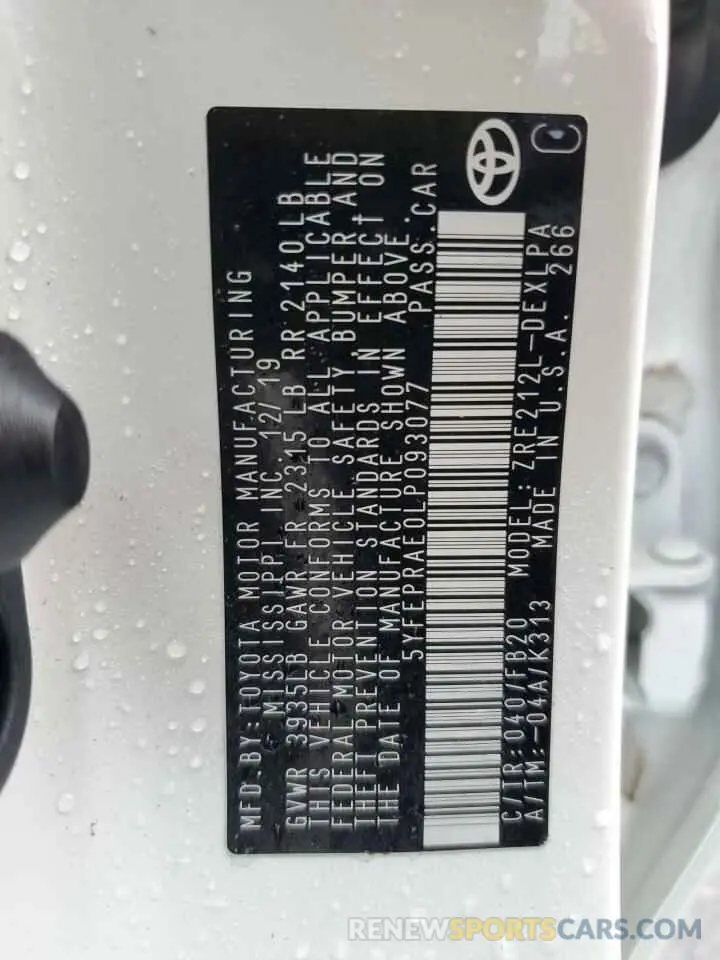 MFD.BY:TOYOTA MOTOR MANUFACTURING
MISSISSIPPI INC. 12/19
GVWR 3935LB GAWR FR 2315LB RR 2140LB
THIS VEHICLE CONFORMS TO ALL APPLICABLE
FEDERAL MOTOR VEHICLE SAFETY BUMPER AND
THEFT PREVENTION STANDARDS IN EFFECT ON
THE DATE OF MANUFACTURE SHOWN ABOVE.
5YFEPRAE0LP093077 PASS.CAR
C/TR:040/FB20 MODEL:ZRE212L-DEXLPA
A/TM:-04A/K313 MADE IN U.S.A. 266
C
RENEWSPORTSCARS.COM